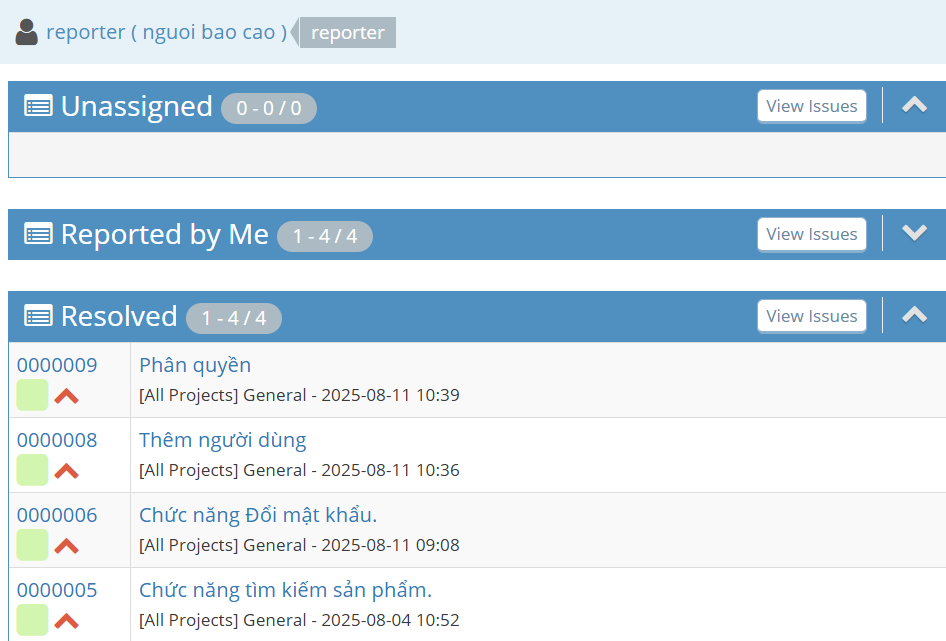 reporter ( nguoi bao cao ) reporter
Unassigned 0 - 0 / 0 View Issues
Reported by Me 1 - 4 / 4 View Issues
Resolved 1 - 4 / 4 View Issues
0000009 Phân quyền
[All Projects] General - 2025-08-11 10:39
0000008 Thêm người dùng
[All Projects] General - 2025-08-11 10:36
0000006 Chức năng Đổi mật khẩu.
[All Projects] General - 2025-08-11 09:08
0000005 Chức năng tìm kiếm sản phẩm.
[All Projects] General - 2025-08-04 10:52